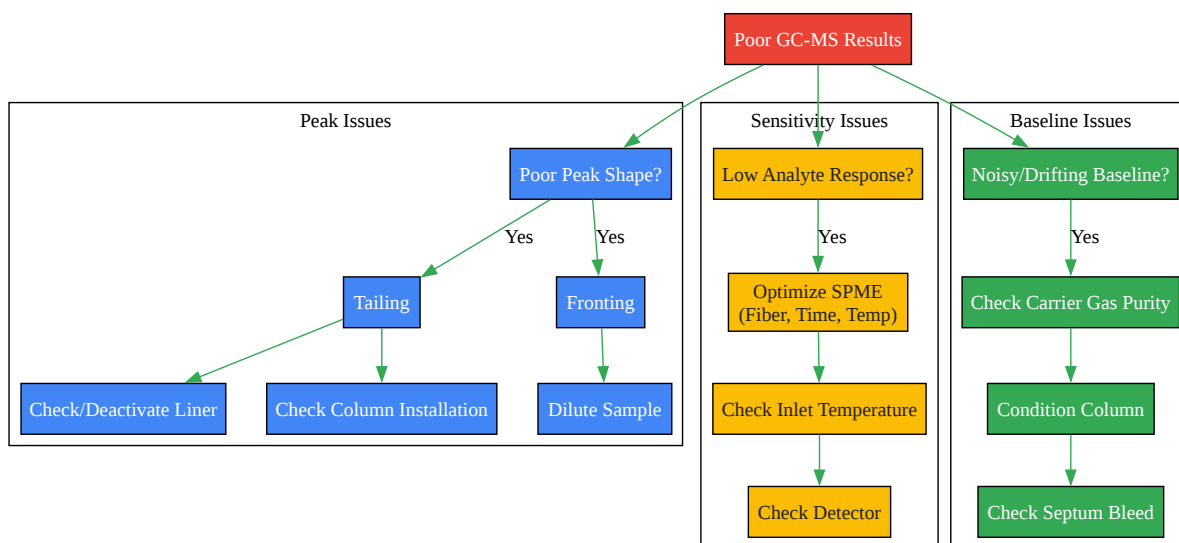 Poor GC-MS Results
Peak Issues
Sensitivity Issues
Baseline Issues
Poor Peak Shape?
Low Analyte Response?
Noisy/Drifting Baseline?
Yes
Yes
Yes
Yes
Tailing
Fronting
Optimize SPME
(Fiber, Time, Temp)
Check Carrier Gas Purity
Check/Deactivate Liner
Check Column Installation
Dilute Sample
Check Inlet Temperature
Condition Column
Check Detector
Check Septum Bleed